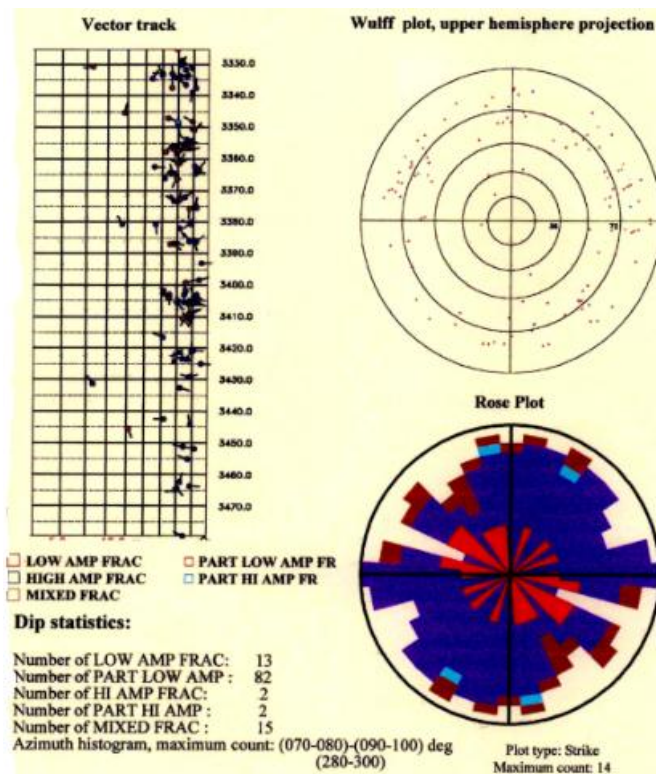 Vector track
Wulff plot, upper hemisphere projection
3330.0
3340.0
3350.0
3360.0
3370.0
3380.0
3390.0
3400.0
3410.0
3420.0
3430.0
3440.0
3450.0
3460.0
3470.0
Rose Plot
LOW AMP FRAC
PART LOW AMP FR
HIGH AMP FRAC
PART HI AMP FR
MIXED FRAC
Dip statistics:
Number of LOW AMP FRAC: 13
Number of PART LOW AMP : 82
Number of HI AMP FRAC: 2
Number of PART HI AMP : 2
Number of MIXED FRAC : 15
Azimuth histogram, maximum count: (070-080)-(090-100) deg
(280-300)
Plot type: Strike
Maximum count: 14